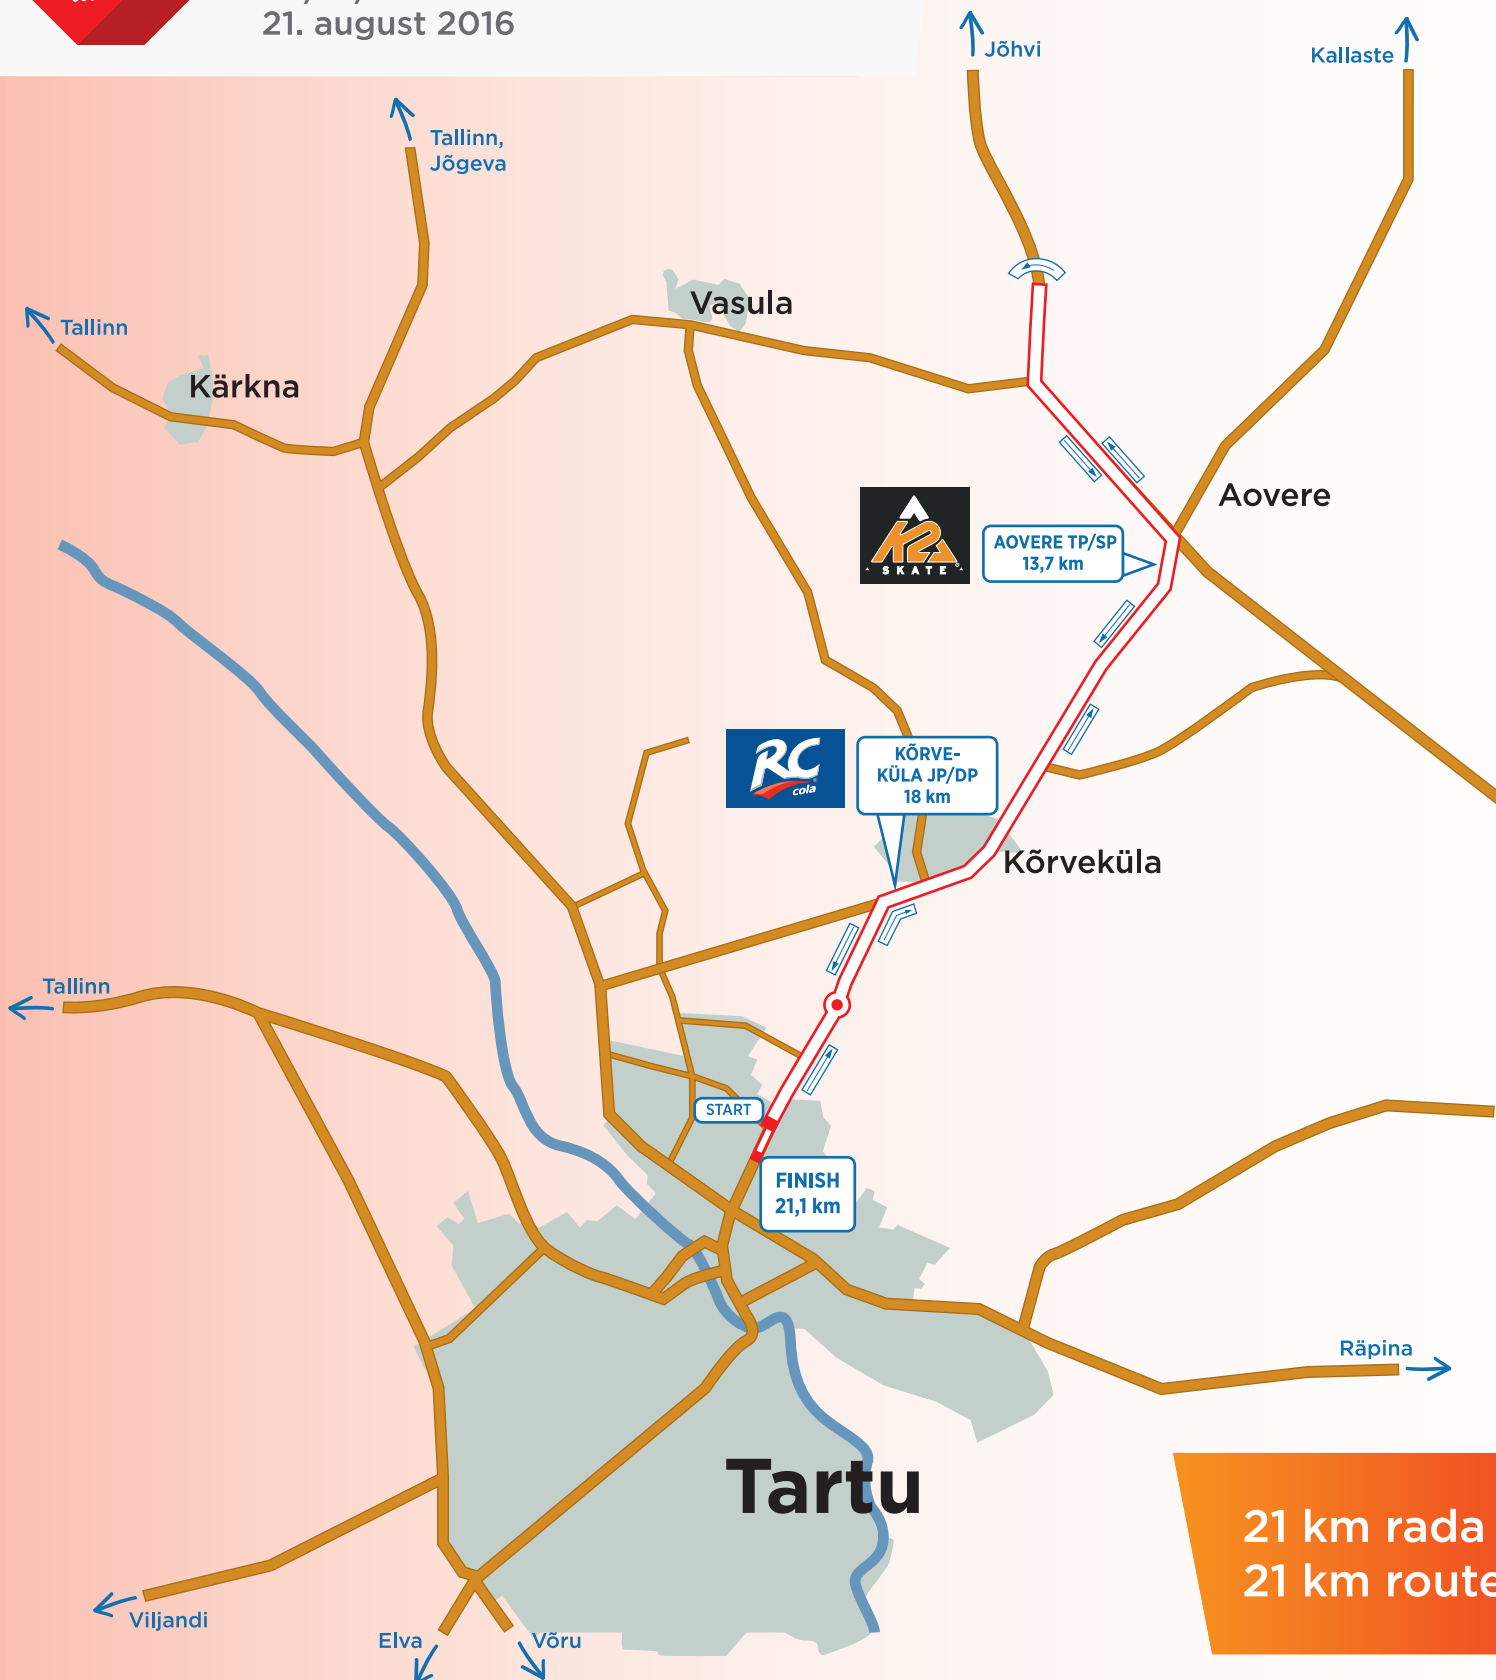 21. august 2016
Jõhvi
Kallaste
Tallinn,
Jõgeva
Vasula
Tallinn
Kärkna
Aovere
K2
SKATE
AOVERE TP/SP
13,7 km
RC
cola
KÕRVE-
KÜLA JP/DP
18 km
Kõrveküla
Tallinn
START
FINISH
21,1 km
Räpina
Tartu
21 km rada
21 km route
Viljandi
Elva
Võru